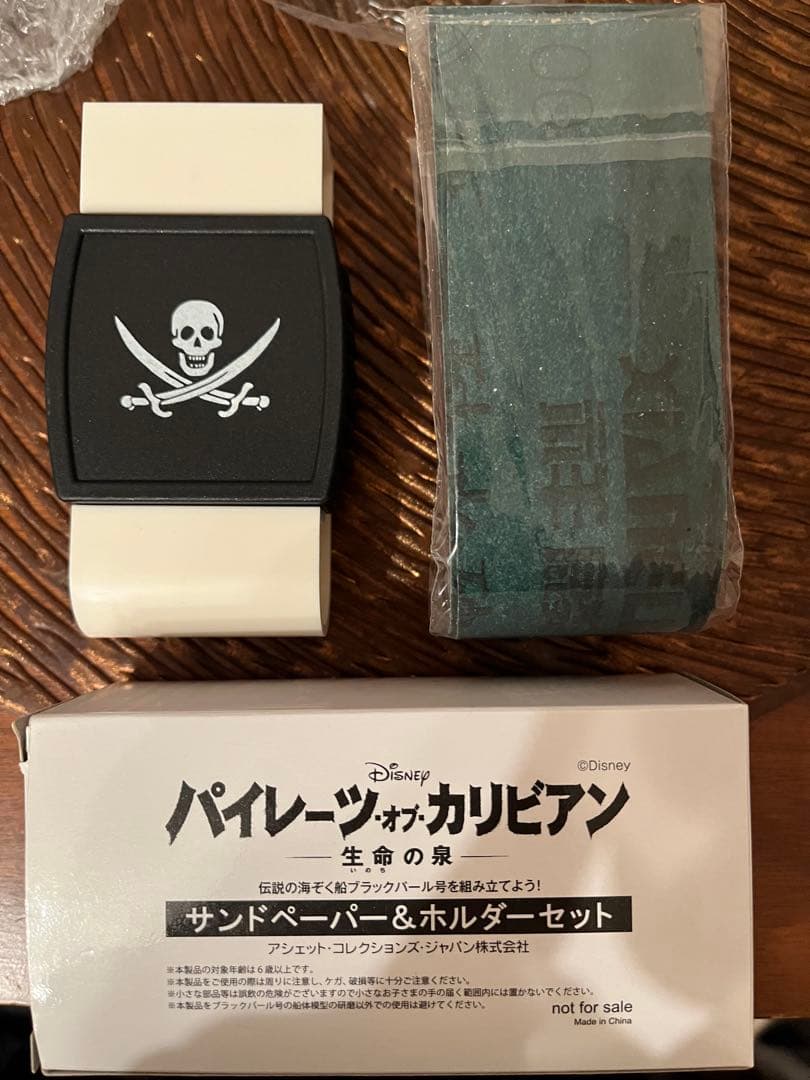 Disney
©Disney
パイレーツ・オブ・カリビアン
生命の泉
いのち
伝説の海ぞく船ブラックパール号を組み立てよう!
サンドペーパー&ホルダーセット
アシェット・コレクションズ・ジャパン株式会社
※本製品の対象年齢は6歳以上です。
※本製品をご使用の際は周りに注意し、ケガ、破損等に十分ご注意ください。
※小さな部品等は誤飲の危険がございますので小さなお子さまの手の届く範囲内には置かないでください。
※本製品をブラックパール号の船体模型の研磨以外での使用は避けてください。
not for sale
Made in China